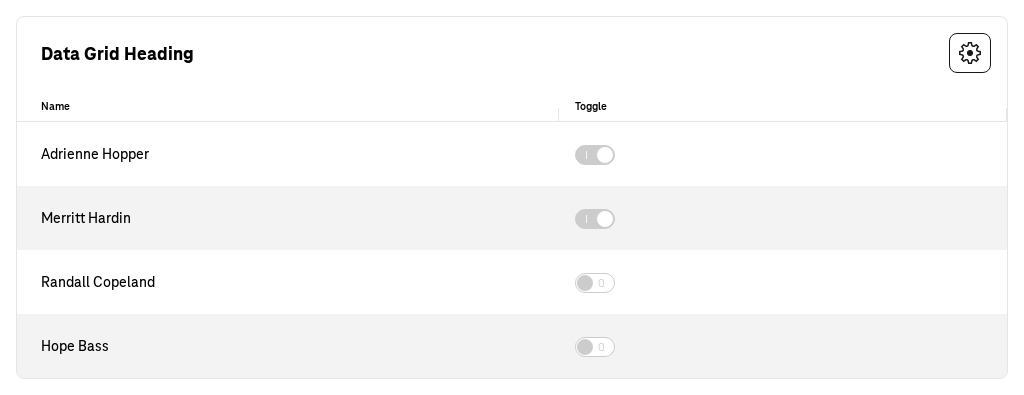 Data Grid Heading
Name Toggle
Adrienne Hopper
Merritt Hardin
Randall Copeland 0
Hope Bass 0